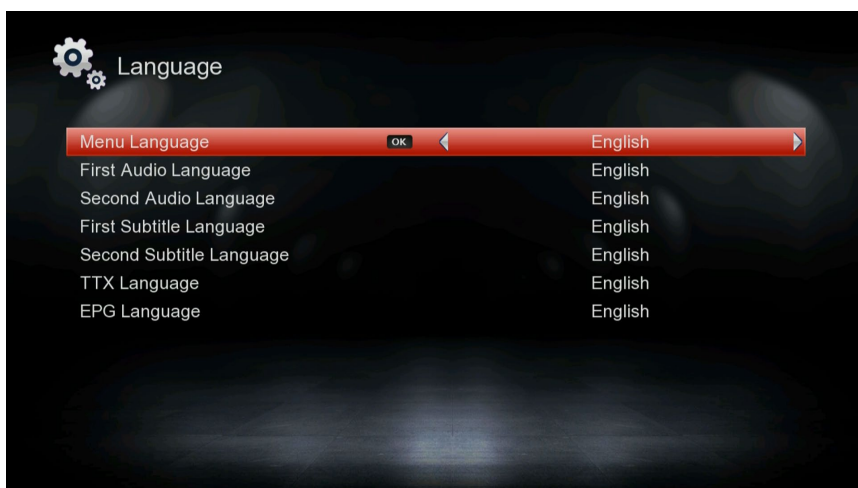 Language
Menu Language OK English
First Audio Language English
Second Audio Language English
First Subtitle Language English
Second Subtitle Language English
TTX Language English
EPG Language English